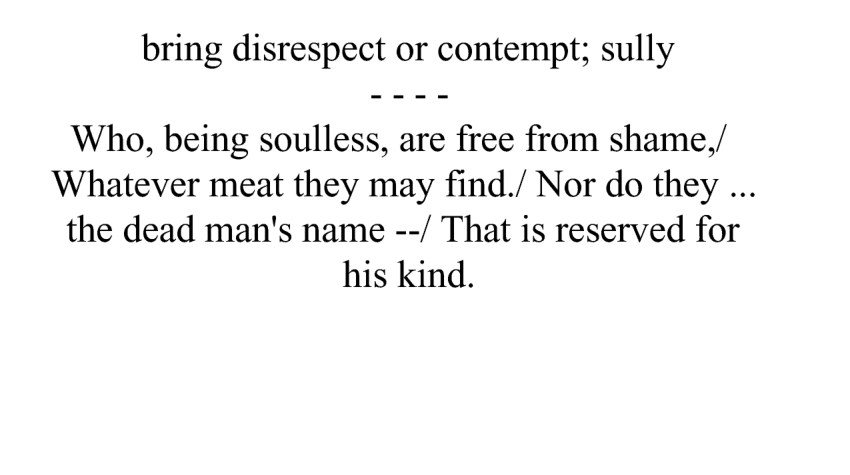 bring disrespect or contempt; sully
- - - -
Who, being soulless, are free from shame,/
Whatever meat they may find./ Nor do they ...
the dead man's name --/ That is reserved for
his kind.